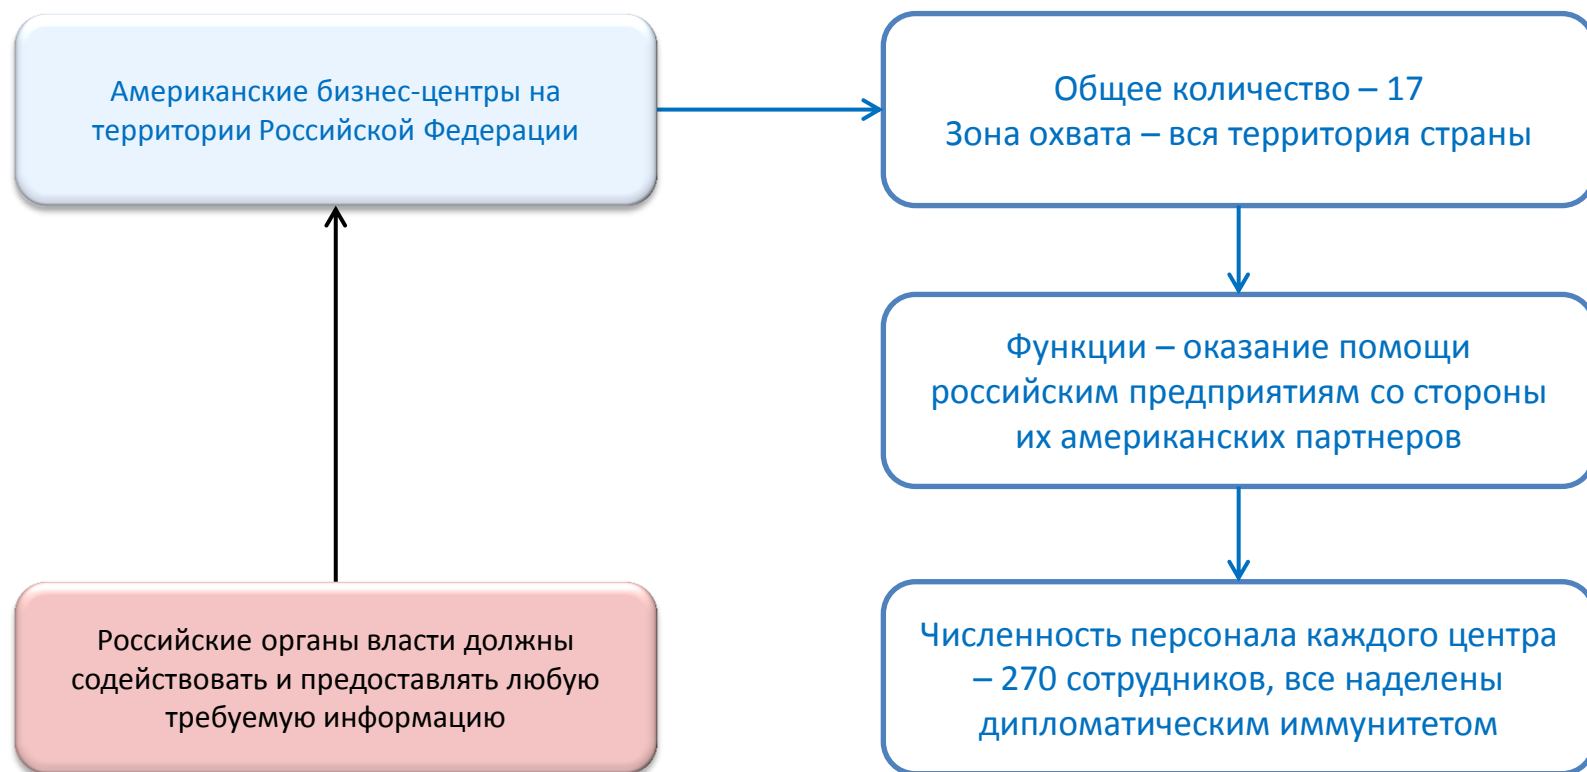 Американские бизнес-центры на
территории Российской Федерации
Общее количество – 17
Зона охвата – вся территория страны
Функции – оказание помощи
российским предприятиям со стороны
их американских партнеров
Российские органы власти должны
содействовать и предоставлять любую
требуемую информацию
Численность персонала каждого центра
– 270 сотрудников, все наделены
дипломатическим иммунитетом